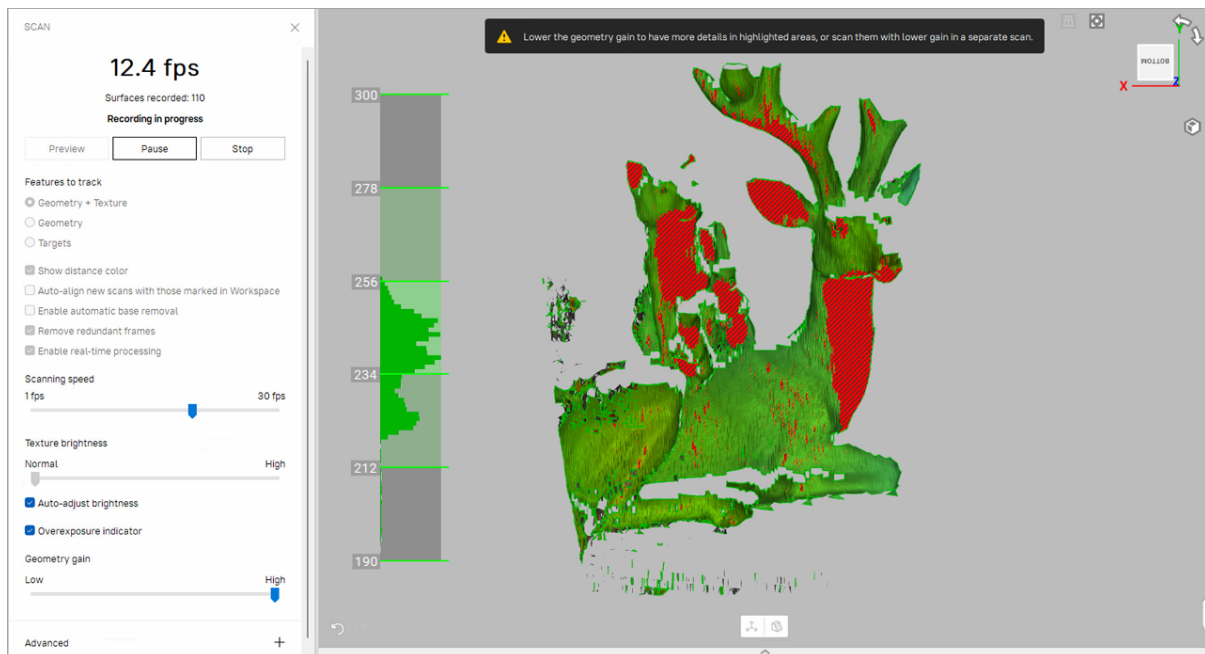 SCAN
12.4 fps
Surfaces recorded: 110
Recording in progress
Preview Pause Stop
Features to track
Geometry + Texture
Geometry
Targets
Show distance color
Auto-align new scans with those marked in Workspace
Enable automatic base removal
Remove redundant frames
Enable real-time processing
Scanning speed
1 fps 30 fps
Texture brightness
Normal High
Auto-adjust brightness
Overexposure indicator
Geometry gain
Low High
Advanced
Lower the geometry gain to have more details in highlighted areas, or scan them with lower gain in a separate scan.
300
278
256
234
212
190
Y
BOTTOM
X Z